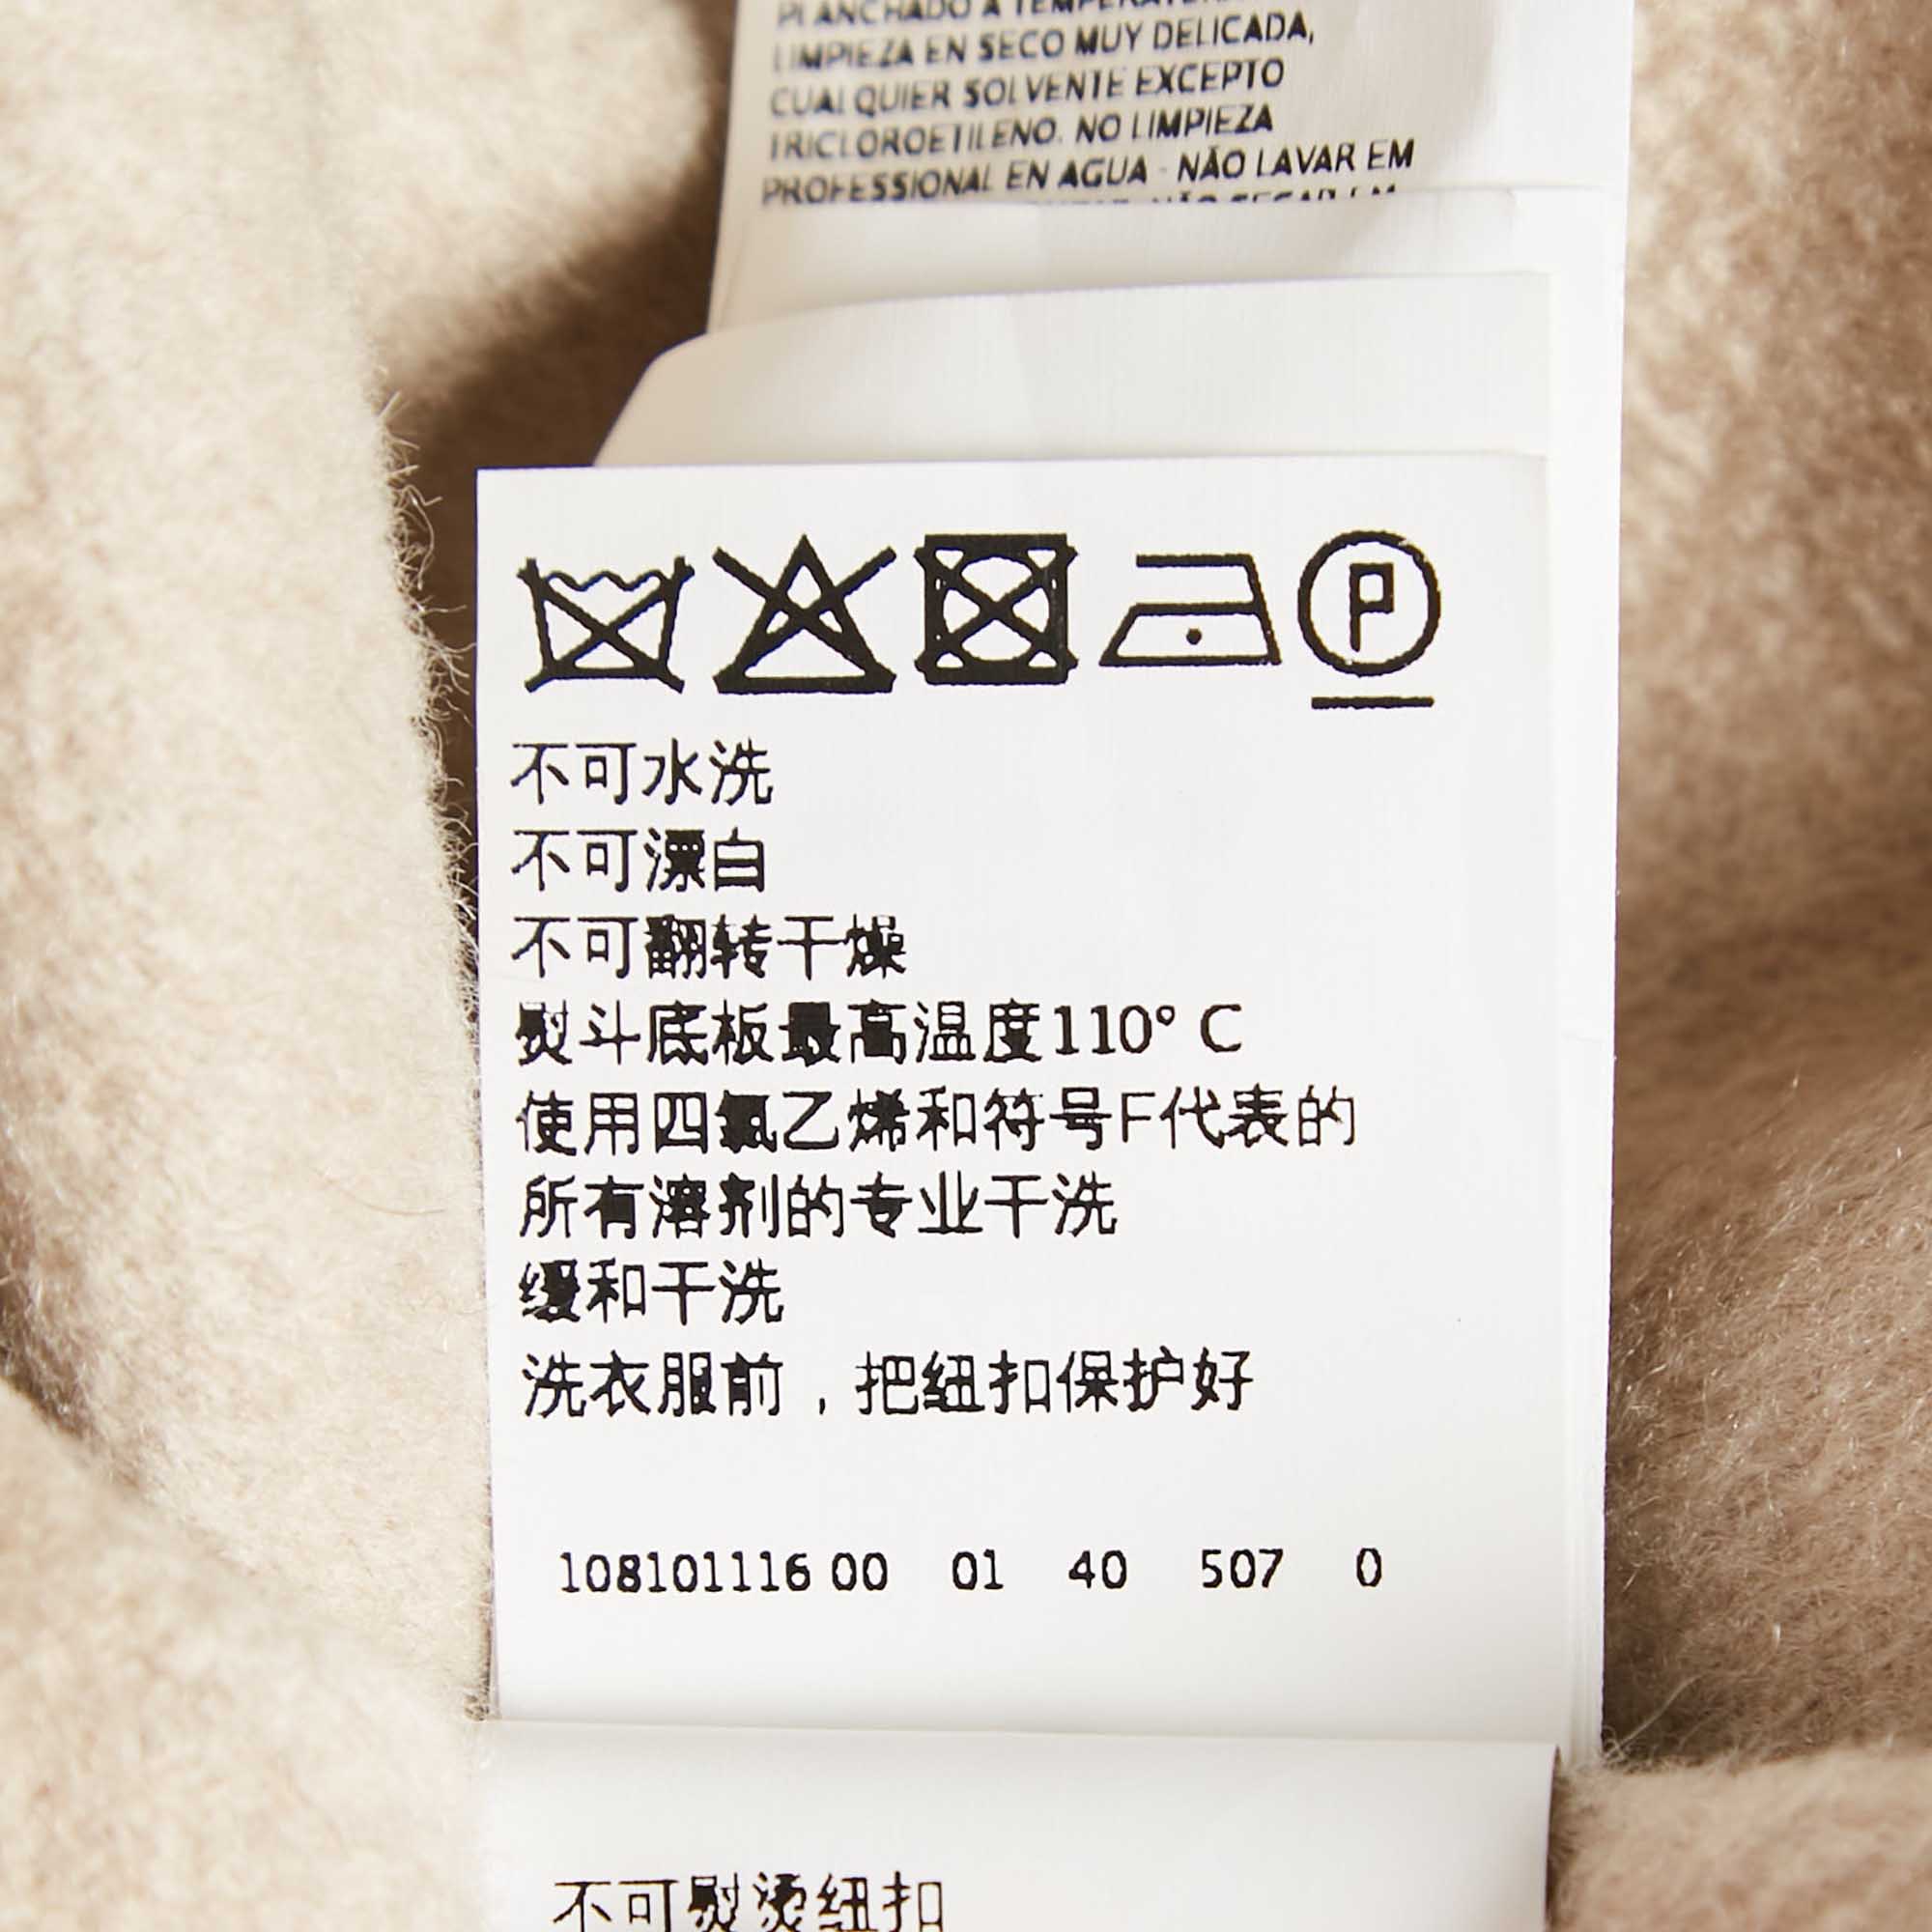 PLANCHADO A
LIMPIEZA EN SECO MUY DELICADA,
CUALQUIER SOLVENTE EXCEPTO
TRICLOROETILENO. NO LIMPIEZA
PROFESSIONAL EN AGUA - NÃO LAVAR EM
NÃO SECAR EM
P
不可水洗
不可漂白
不可翻转干燥
熨斗底板最高温度110° C
使用四氯乙烯和符号F代表的
所有溶剂的专业干洗
缓和干洗
洗衣服前，把纽扣保护好
108101116 00 01 40 507 0
不可熨烫纽扣